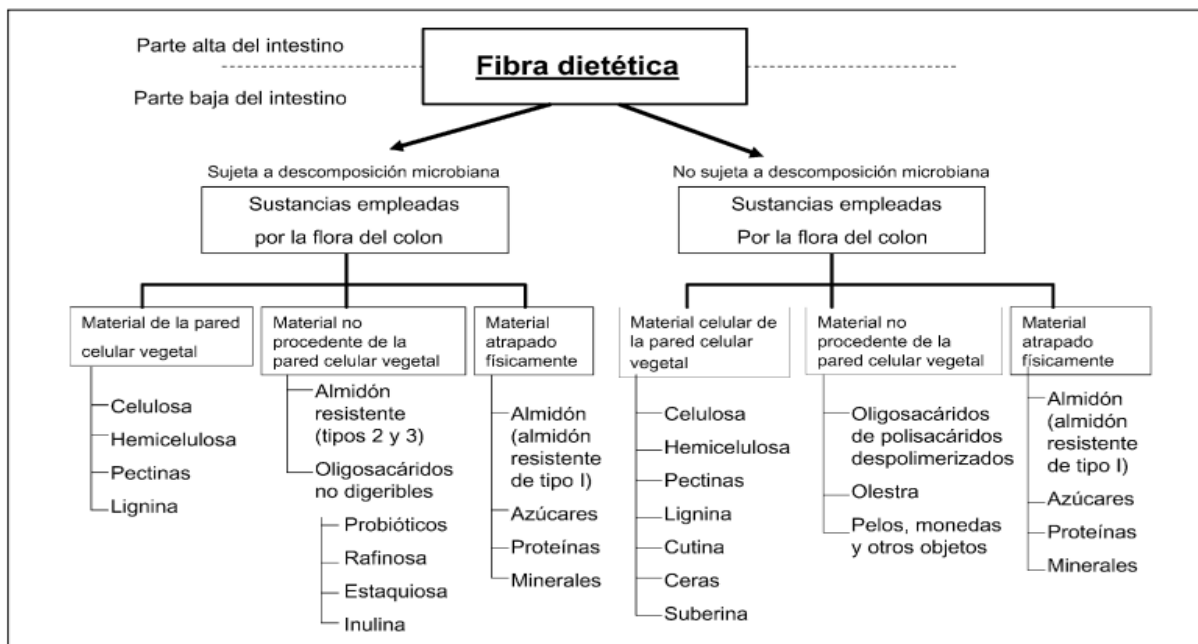 Parte alta del intestino
Fibra dietética
Parte baja del intestino
Sujeta a descomposición microbiana
Sustancias empleadas
por la flora del colon
Material de la pared
celular vegetal
Celulosa
Hemicelulosa
Pectinas
Lignina
Material no
procedente de la
pared celular vegetal
Almidón
resistente
(tipos 2 y 3)
Oligosacáridos
no digeribles
Probióticos
Rafinosa
Estaquiosa
Inulina
Material
atrapado
físicamente
Almidón
(almidón
resistente
de tipo I)
Azúcares
Proteínas
Minerales
No sujeta a descomposición microbiana
Sustancias empleadas
Por la flora del colon
Material celular de
la pared celular
vegetal
Celulosa
Hemicelulosa
Pectinas
Lignina
Cutina
Ceras
Suberina
Material no
procedente de la
pared celular vegetal
Oligosacáridos
de polisacáridos
despolimerizados
Olestra
Pelos, monedas
y otros objetos
Material
atrapado
físicamente
Almidón
(almidón
resistente
de tipo I)
Azúcares
Proteínas
Minerales